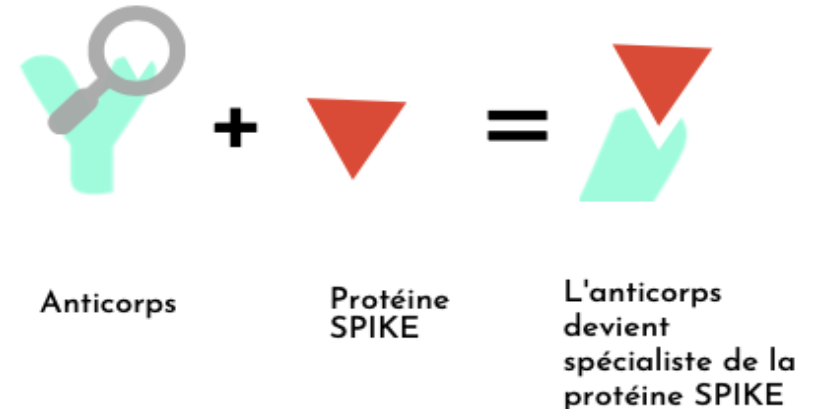 +
=
Anticorps
Protéine
SPIKE
L'anticorps
devient
spécialiste de la
protéine SPIKE